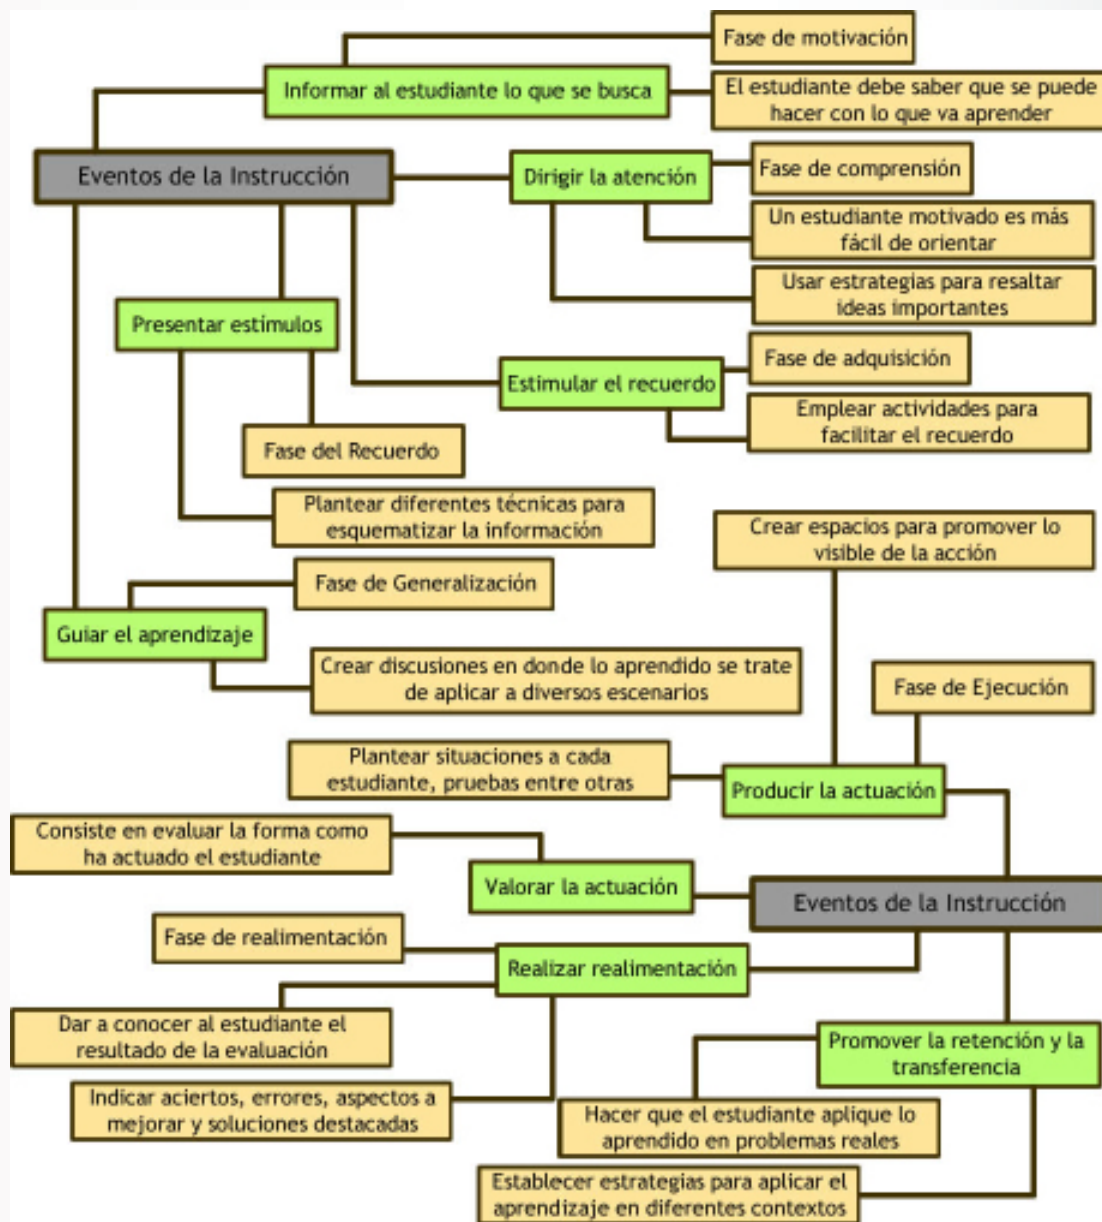 Fase de motivación
Informar al estudiante lo que se busca
El estudiante debe saber que se puede
hacer con lo que va aprender
Eventos de la Instrucción
Dirigir la atención
Fase de comprensión
Un estudiante motivado es más
fácil de orientar
Usar estrategias para resaltar
ideas importantes
Presentar estímulos
Fase de adquisición
Estimular el recuerdo
Emplear actividades para
facilitar el recuerdo
Fase del Recuerdo
Plantear diferentes técnicas para
esquematizar la información
Crear espacios para promover lo
visible de la acción
Fase de Generalización
Guiar el aprendizaje
Crear discusiones en donde lo aprendido se trate
de aplicar a diversos escenarios
Fase de Ejecución
Plantear situaciones a cada
estudiante, pruebas entre otras
Producir la actuación
Consiste en evaluar la forma como
ha actuado el estudiante
Valorar la actuación
Eventos de la Instrucción
Fase de realimentación
Realizar realimentación
Dar a conocer al estudiante el
resultado de la evaluación
Promover la retención y la
transferencia
Indicar aciertos, errores, aspectos a
mejorar y soluciones destacadas
Hacer que el estudiante aplique lo
aprendido en problemas reales
Establecer estrategias para aplicar el
aprendizaje en diferentes contextos